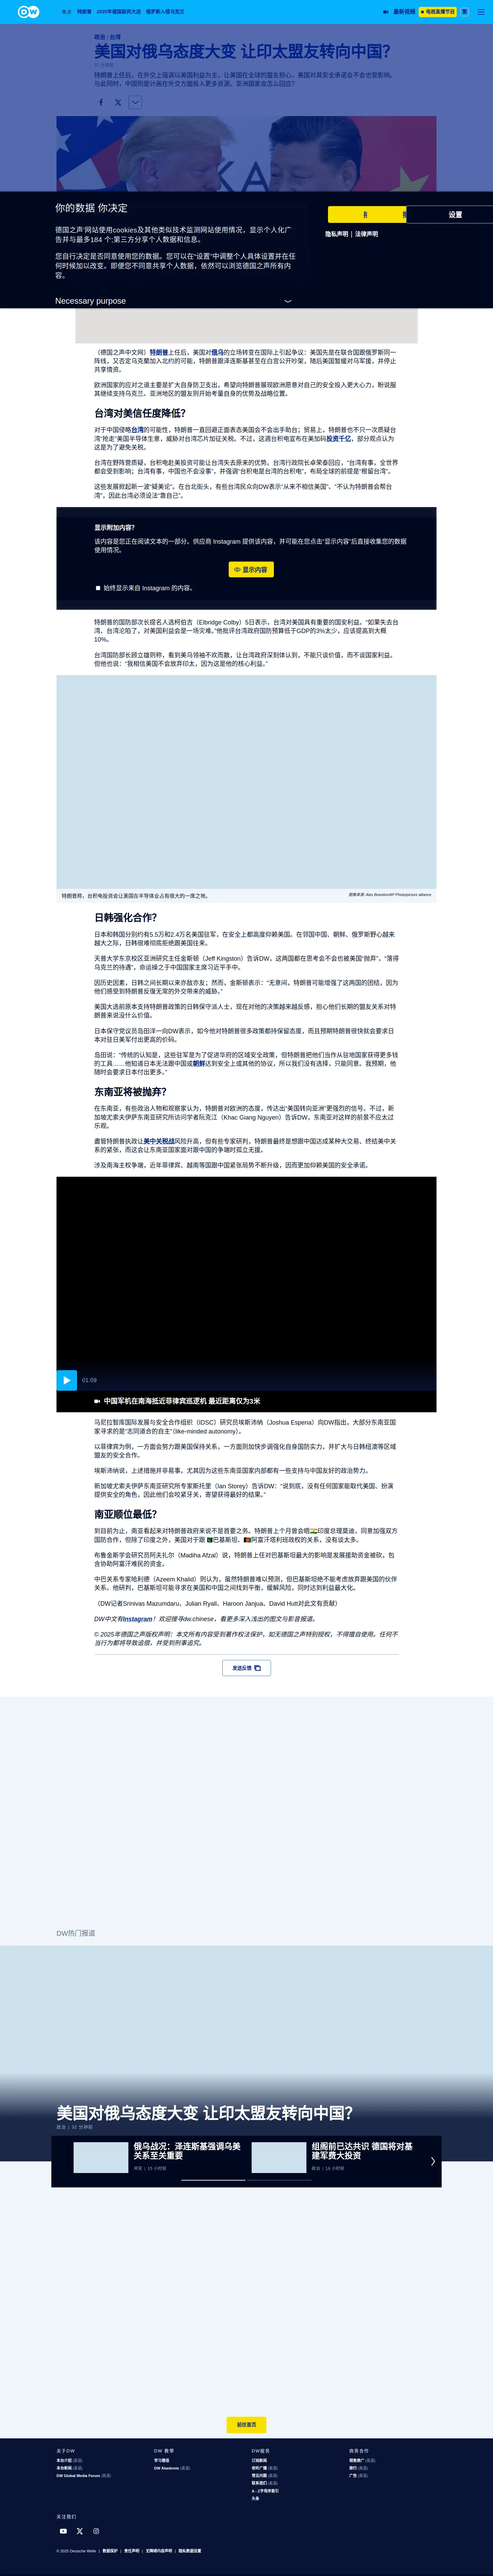 DW
焦点 特朗普 2025年德国联邦大选 俄罗斯入侵乌克兰
最新视频
电视直播节目
繁
政治 | 台湾
美国对俄乌态度大变 让印太盟友转向中国?
32 分钟前
特朗普上任后，在外交上强调以美国利益为主，让美国在全球的盟友担心，美国对其安全承诺会不会也受影响。
与此同时，中国则是计画在外交方面投入更多资源，亚洲国家会怎么回应？
你的数据 你决定
德国之声'网站使用cookies及其他类似技术监测网站使用情况，显示个人化广
告并与最多184 个;第三方分享个人数据和信息。
您自行决定是否同意使用您的数据。您可以在“设置”中调整个人具体设置并在任
何时候加以改变。即便您不同意共享个人数据，依然可以浏览德国之声所有内
容。
Necessary purpose
设置
隐私声明 | 法律声明
（德国之声中文网）特朗普上任后，美国对俄乌的立场转变在国际上引起争议：美国先是在联合国跟俄罗斯同一
阵线，又否定乌克兰加入北约的可能，特朗普跟泽连斯基甚至在白宫公开吵架，随后美国暂缓对乌军援，并停止
共享情资。
欧洲国家的应对之道主要是扩大自身防卫支出，希望向特朗普展现欧洲愿意对自己的安全投入更大心力，盼说服
其继续支持乌克兰。亚洲地区的盟友则开始考量自身的优势及战略位置。
台湾对美信任度降低?
对于中国侵略台湾的可能性，特朗普一直回避正面表态美国会不会出手助台；贸易上，特朗普也不只一次质疑台
湾“抢走”美国半导体生意，威胁对台湾芯片加征关税。不过，这週台积电宣布在美加码投资千亿，部分观点认为
这是为了避免关税。
台湾在野阵营质疑，台积电赴美投资可能让台湾失去原来的优势。台湾行政院长卓荣泰回应，“台湾有事，全世界
都会受到影响；台湾有事，中国也不会没事”，并强调“台积电是台湾的台积电”，布局全球的前提是“根留台湾”。
这些发展掀起新一波“疑美论”。在台北街头，有些台湾民众向DW表示“从来不相信美国”、“不认为特朗普会帮台
湾”，因此台湾必须设法“靠自己”。
显示附加内容？
该内容是您正在阅读文本的一部分。供应商 Instagram 提供该内容，并可能在您点击“显示内容”后直接收集您的数据
使用情况。
显示内容
始终显示来自 Instagram 的内容。
特朗普的国防部次长提名人选柯伯吉（Elbridge Colby）5日表示，台湾对美国具有重要的国安利益。“如果失去台
湾、台湾沦陷了，对美国利益会是一场灾难。”他批评台湾政府国防预算低于GDP的3%太少，应该提高到大概
10%。
台湾国防部长顾立雄则称，看到美乌领袖不欢而散，让台湾政府深刻体认到，不能只谈价值，而不谈国家利益。
但他也说：“我相信美国不会放弃印太，因为这是他的核心利益。”
特朗普称，台积电投资会让美国在半导体业占有很大的一席之地。
图像来源: Alex Brandon/AP Photo/picture alliance
日韩强化合作?
日本和韩国分别约有5.5万和2.4万名美国驻军，在安全上都高度仰赖美国。在邻国中国、朝鲜、俄罗斯野心越来
越大之际，日韩很难彻底拒绝跟美国往来。
天普大学东京校区亚洲研究主任金斯顿（Jeff Kingston）告诉DW，这两国都在思考会不会也被美国“抛弃”，“落得
乌克兰的待遇”，命运操之于中国国家主席习近平手中。
因历史因素，日韩之间长期以来亦敌亦友；然而，金斯顿表示：“无意间，特朗普可能增强了这两国的团结，因为
他们感受到特朗普反復无常的外交带来的威胁。”
美国大选前原本支持特朗普政策的日韩保守派人士，现在对他的决策越来越反感，担心他们长期的盟友关系对特
朗普来说没什么价值。
日本保守党议员岛田洋一向DW表示，如今他对特朗普很多政策都持保留态度，而且预期特朗普很快就会要求日
本对驻日美军付出更高的价码。
岛田说：“传统的认知是，这些驻军是为了促进华府的区域安全政策，但特朗普把他们当作从驻地国家获得更多钱
的工具……他知道日本无法跟中国或朝鲜达到安全上或其他的协议，所以我们没有选择，只能同意。我预期，他
随时会要求日本付出更多。”
东南亚将被抛弃?
在东南亚，有些政治人物和观察家认为，特朗普对欧洲的态度，传达出“美国转向亚洲”更强烈的信号。不过，新
加坡尤索夫伊萨东南亚研究所访问学者阮克江（Khac Giang Nguyen）告诉DW，东南亚对这样的前景不应太过
乐观。
盡管特朗普执政让美中关税战风险升高，但有些专家研判，特朗普最终是想跟中国达成某种大交易、终结美中关
系的紧张，而这会让东南亚国家面对跟中国的争端时孤立无援。
涉及南海主权争端，近年菲律宾、越南等国跟中国紧张局势不断升级，因而更加仰赖美国的安全承诺。
01:09
中国军机在南海抵近菲律宾巡逻机 最近距离仅为3米
马尼拉智库国际发展与安全合作组织（IDSC）研究员埃斯沛纳（Joshua Espena）向DW指出，大部分东南亚国
家寻求的是“志同道合的自主”（like-minded autonomy）。
以菲律宾为例，一方面会努力跟美国保持关系，一方面则加快步调强化自身国防实力，并扩大与日韩纽澳等区域
盟友的安全合作。
埃斯沛纳说，上述措施并非易事，尤其因为这些东南亚国家内部都有一些支持与中国友好的政治势力。
新加坡尤索夫伊萨东南亚研究所专家斯托里（Ian Storey）告诉DW：“说到底，没有任何国家能取代美国、扮演
提供安全的角色，因此他们会咬紧牙关，寄望获得最好的结果。”
南亚顺位最低?
到目前为止，南亚看起来对特朗普政府来说不是首要之务。特朗普上个月曾会晤印度总理莫迪，同意加强双方
国防合作，但除了印度之外，美国对于跟巴基斯坦、阿富汗塔利班政权的关系，没有谈太多。
布鲁金斯学会研究员阿夫扎尔（Madiha Afzal）说，特朗普上任对巴基斯坦最大的影响是发展援助资金被砍，包
含协助阿富汗难民的资金。
中巴关系专家哈利德（Azeem Khalid）则认为，虽然特朗普难以预测，但巴基斯坦绝不能考虑放弃跟美国的伙伴
关系。他研判，巴基斯坦可能寻求在美国和中国之间找到平衡，缓解风险，同时达到利益最大化。
（DW记者Srinivas Mazumdaru、Julian Ryall、Haroon Janjua、David Hutt对此文有贡献）
DW中文有Instagram！欢迎搜寻dw.chinese，看更多深入浅出的图文与影音报道。
© 2025年德国之声版权声明：本文所有内容受到著作权法保护，如无德国之声特别授权，不得擅自使用。任何不
当行为都将导致追偿，并受到刑事追究。
发送反馈
DW热门报道
美国对俄乌态度大变 让印太盟友转向中国?
政治 | 32 分钟前
俄乌战况：泽连斯基强调乌美
关系至关重要
冲突 | 15 小时前
组阁前已达共识 德国将对基
建军费大投资
政治 | 16 小时前
前往首页
关于DW
本台介绍 (英语)
本台新闻 (英语)
DW Global Media Forum (英语)
DW 教學
学习德语
DW Akademie (英语)
DW服务
订阅新闻
收听广播 (英语)
常见问题 (英语)
联系我们 (英语)
A - Z字母序索引
头条
商务合作
销售推广 (英语)
旅行 (英语)
广告 (英语)
关注我们
© 2025 Deutsche Welle | 数据保护 | 责任声明 | 无障碍内容声明 | 隐私数据设置